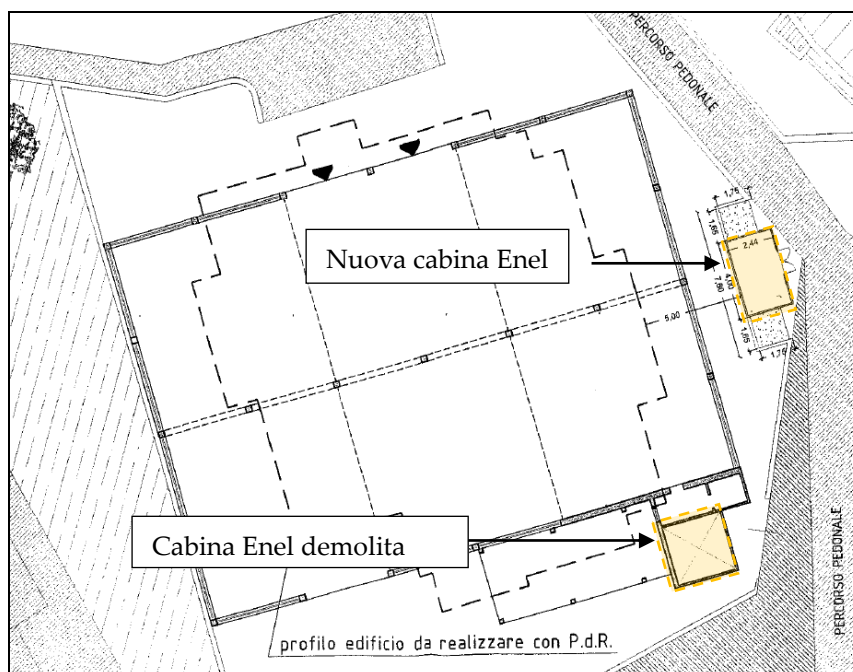 PERCORSO PEDONALE
1,75
1,65
2,44
Nuova cabina Enel
4,00
7,80
5,00
1,65
1,75
Cabina Enel demolita
PERCORSO PEDONALE
profilo edificio da realizzare con P.d.R.